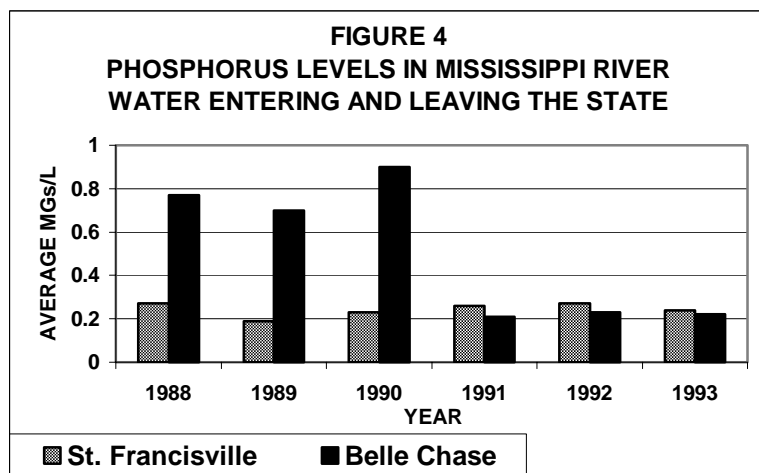 FIGURE 4
PHOSPHORUS LEVELS IN MISSISSIPPI RIVER
WATER ENTERING AND LEAVING THE STATE
AVERAGE MGs/L
1
0.8
0.6
0.4
0.2
0
1988 1989 1990 1991 1992 1993
YEAR
St. Francisville Belle Chase